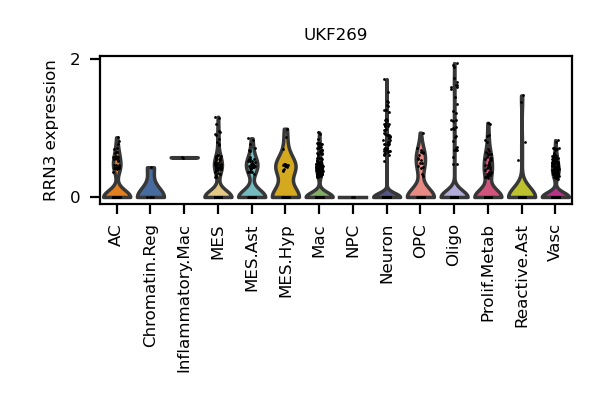 UKF269
RRN3 expression
2
0
AC
Chromatin.Reg
Inflammatory.Mac
MES
MES.Ast
MES.Hyp
Mac
NPC
Neuron
OPC
Oligo
Prolif.Metab
Reactive.Ast
Vasc